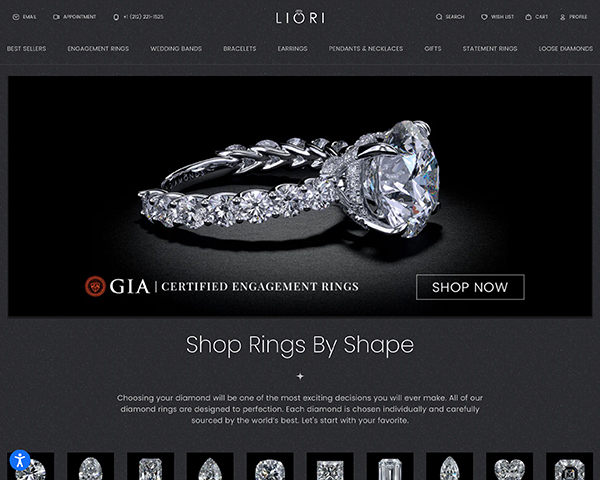 EMAIL APPOINTMENT +1 (212) 221-1525 LIORI SEARCH WISH LIST CART PROFILE
BEST SELLERS ENGAGEMENT RINGS WEDDING BANDS BRACELETS EARRINGS PENDANTS & NECKLACES GIFTS STATEMENT RINGS LOOSE DIAMONDS
GIA | CERTIFIED ENGAGEMENT RINGS SHOP NOW
Shop Rings By Shape
Choosing your diamond will be one of the most exciting decisions you will ever make. All of our
diamond rings are designed to perfection. Each diamond is chosen individually and carefully
sourced by the world's best. Let's start with your favorite.